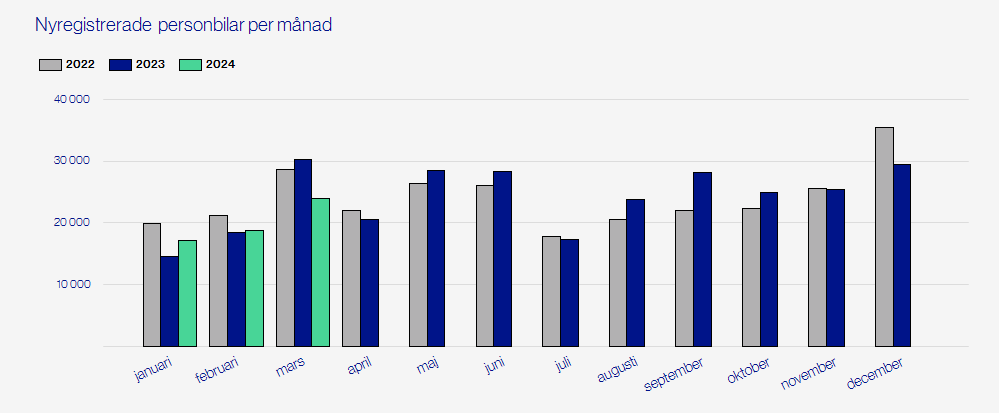 Nyregistrerade personbilar per månad
2022 2023 2024
40 000
30 000
20 000
10 000
januari februari mars april maj juni juli augusti september oktober november december